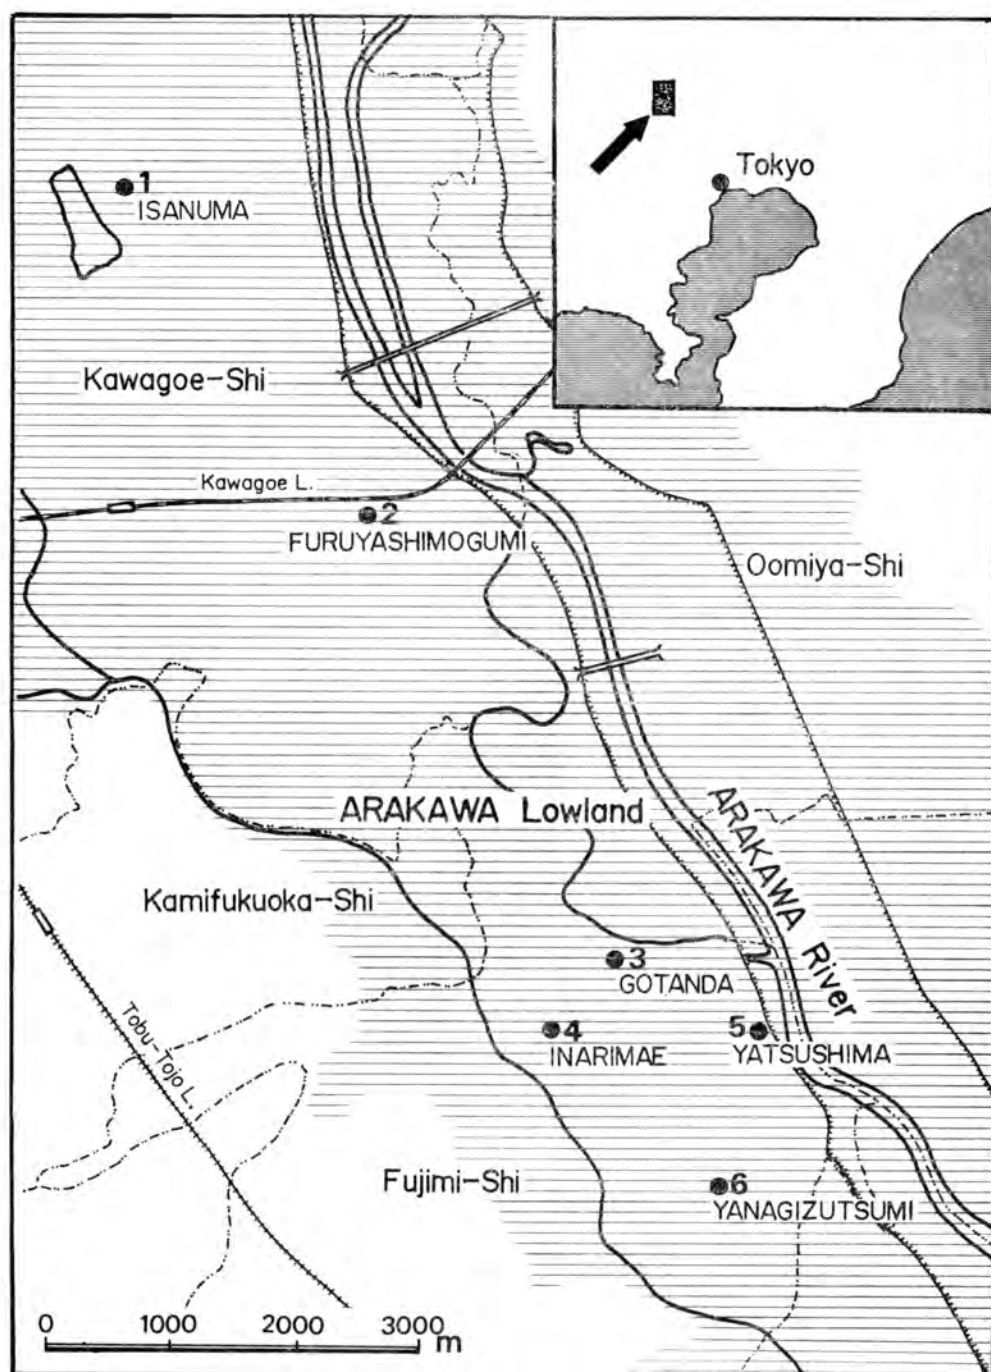 Tokyo
1
ISANUMA
Kawagoe-Shi
Kawagoe L.
2
FURUYASHIMOGUMI
Oomiya-Shi
ARAKAWA Lowland
ARAKAWA River
Kamifukuoka-Shi
3
GOTANDA
4
INARIMAE
5
YATSUSHIMA
Tobu-Tojo L.
Fujimi-Shi
6
YANAGIZUTSUMI
0 1000 2000 3000 m